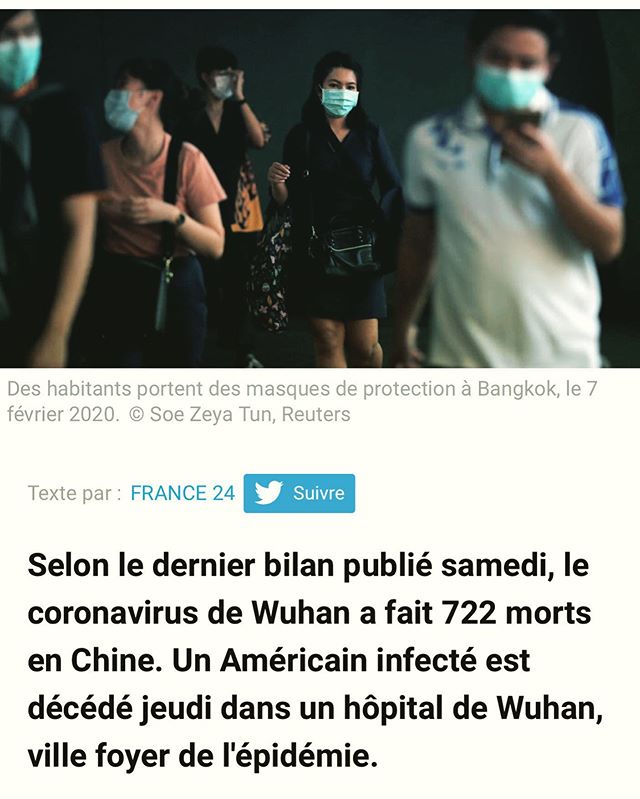 Des habitants portent des masques de protection à Bangkok, le 7
février 2020. © Soe Zeya Tun, Reuters
Texte par : FRANCE 24 Suivre
Selon le dernier bilan publié samedi, le
coronavirus de Wuhan a fait 722 morts
en Chine. Un Américain infecté est
décédé jeudi dans un hôpital de Wuhan,
ville foyer de l'épidémie.